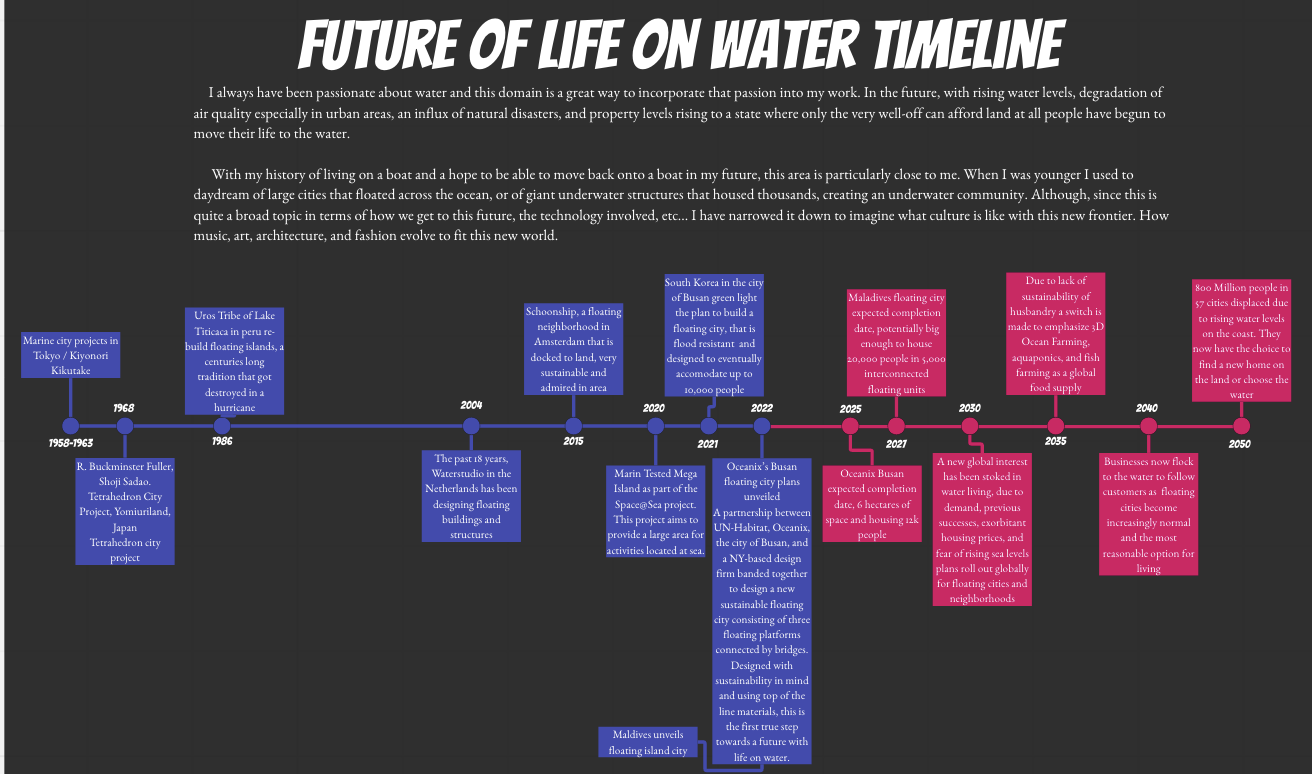 FUTURE OF LIFE ON WATER TIMELINE
I always have been passionate about water and this domain is a great way to incorporate that passion into my work. In the future, with rising water levels, degradation of
air quality especially in urban areas, an influx of natural disasters, and property levels rising to a state where only the very well-off can afford land at all people have begun to
move their life to the water.
With my history of living on a boat and a hope to be able to move back onto a boat in my future, this area is particularly close to me. When I was younger I used to
daydream of large cities that floated across the ocean, or of giant underwater structures that housed thousands, creating an underwater community. Although, since this is
quite a broad topic in terms of how we get to this future, the technology involved, etc... I have narrowed it down to imagine what culture is like with this new frontier. How
music, art, architecture, and fashion evolve to fit this new world.
Marine city projects in
Tokyo / Kiyonori
Kikutake
1958-1963
1968
R. Buckminster Fuller,
Shoji Sadao.
Tetrahedron City
Project, Yomiuriland,
Japan
Tetrahedron city
project
Uros Tribe of Lake
Titicaca in peru re-
build floating islands, a
centuries long
tradition that got
destroyed in a
hurricane
1986
2004
The past 18 years,
Waterstudio in the
Netherlands has been
designing floating
buildings and
structures
Schoonship, a floating
neighborhood in
Amsterdam that is
docked to land, very
sustainable and
admired in area
2015
2020
Marin Tested Mega
Island as part of the
Space@Sea project.
This project aims to
provide a large area for
activities located at sea.
South Korea in the city
of Busan green light
the plan to build a
floating city, that is
flood resistant and
designed to eventually
accomodate up to
10,000 people
2021
2022
Oceanix's Busan
floating city plans
unveiled
A partnership between
UN-Habitat, Oceanix,
the city of Busan, and
a NY-based design
firm banded together
to design a new
sustainable floating
city consisting of three
floating platforms
connected by bridges.
Designed with
sustainability in mind
and using top of the
line materials, this is
the first true step
towards a future with
life on water.
Maldives unveils
floating island city
2025
Oceanix Busan
expected completion
date, 6 hectares of
space and housing 12k
people
Maladives floating city
expected completion
date, potentially big
enough to house
20,000 people in 5,000
interconnected
floating units
2027
2030
A new global interest
has been stoked in
water living, due to
demand, previous
successes, exorbitant
housing prices, and
fear of rising sea levels
plans roll out globally
for floating cities and
neighborhoods
Due to lack of
sustainability of
husbandry a switch is
made to emphasize 3D
Ocean Farming,
aquaponics, and fish
farming as a global
food supply
2035
2040
Businesses now flock
to the water to follow
customers as floating
cities become
increasingly normal
and the most
reasonable option for
living
800 Million people in
57 cities displaced due
to rising water levels
on the coast. They
now have the choice to
find a new home on
the land or choose the
water
2050